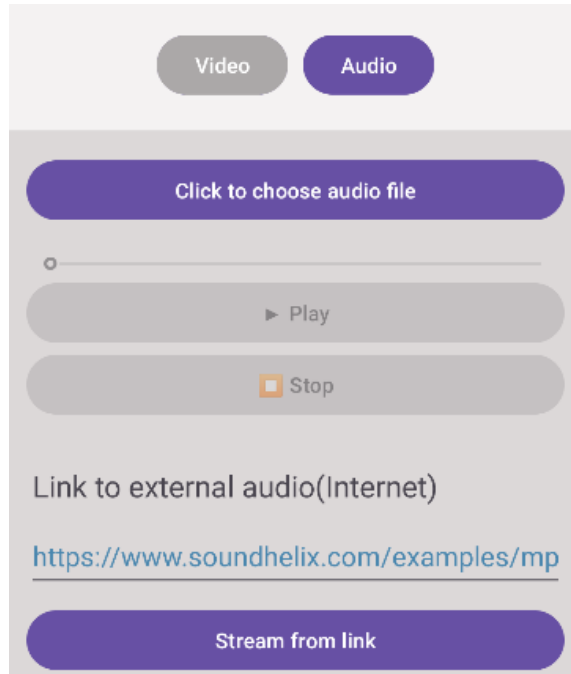 Video Audio
Click to choose audio file
► Play
⏹ Stop
Link to external audio(Internet)
https://www.soundhelix.com/examples/mp
Stream from link